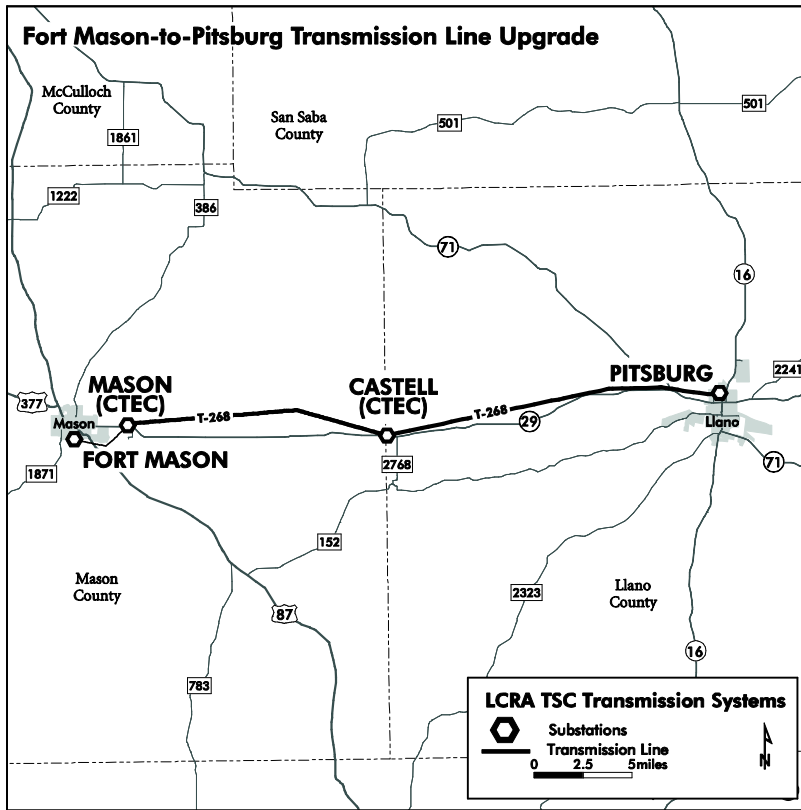 Fort Mason-to-Pitsburg Transmission Line Upgrade
McCulloch
County
San Saba
County
1861
501
501
1222
386
71
16
MASON
(CTEC)
CASTELL
(CTEC)
PITSBURG
2241
377
T-268
T-268
Mason
29
Llano
FORT MASON
1871
2768
71
152
Mason
County
Llano
County
2323
87
16
783
LCRA TSC Transmission Systems
Substations
Transmission Line
0 2.5 5miles
N